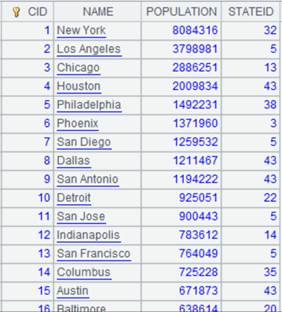 CID NAME POPULATION STATEID
1 New York 8084316 32
2 Los Angeles 3798981 5
3 Chicago 2886251 13
4 Houston 2009834 43
5 Philadelphia 1492231 38
6 Phoenix 1371960 3
7 San Diego 1259532 5
8 Dallas 1211467 43
9 San Antonio 1194222 43
10 Detroit 925051 22
11 San Jose 900443 5
12 Indianapolis 783612 14
13 San Francisco 764049 5
14 Columbus 725228 35
15 Austin 671873 43
16 Baltimore 638614 20